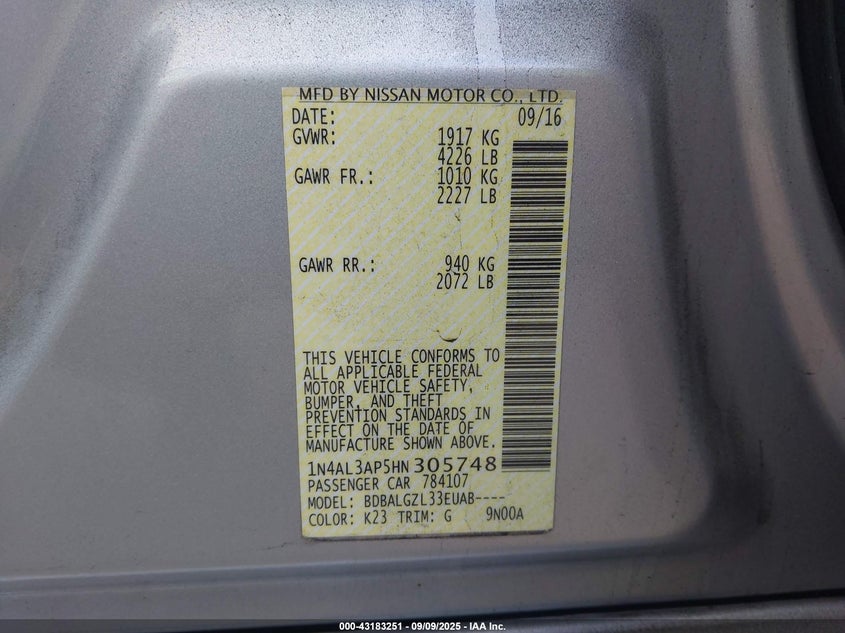 MFD BY NISSAN MOTOR CO., LTD.
DATE: 09/16
GVWR: 1917 KG
4226 LB
GAWR FR.: 1010 KG
2227 LB
GAWR RR.: 940 KG
2072 LB
THIS VEHICLE CONFORMS TO
ALL APPLICABLE FEDERAL
MOTOR VEHICLE SAFETY,
BUMPER, AND THEFT
PREVENTION STANDARDS IN
EFFECT ON THE DATE OF
MANUFACTURE SHOWN ABOVE.
1N4AL3AP5HN305748
PASSENGER CAR 784107
MODEL: BDBALGZL33EUAB----
COLOR: K23 TRIM: G 9N00A
000-43183251 - 09/09/2025 - IAA Inc.